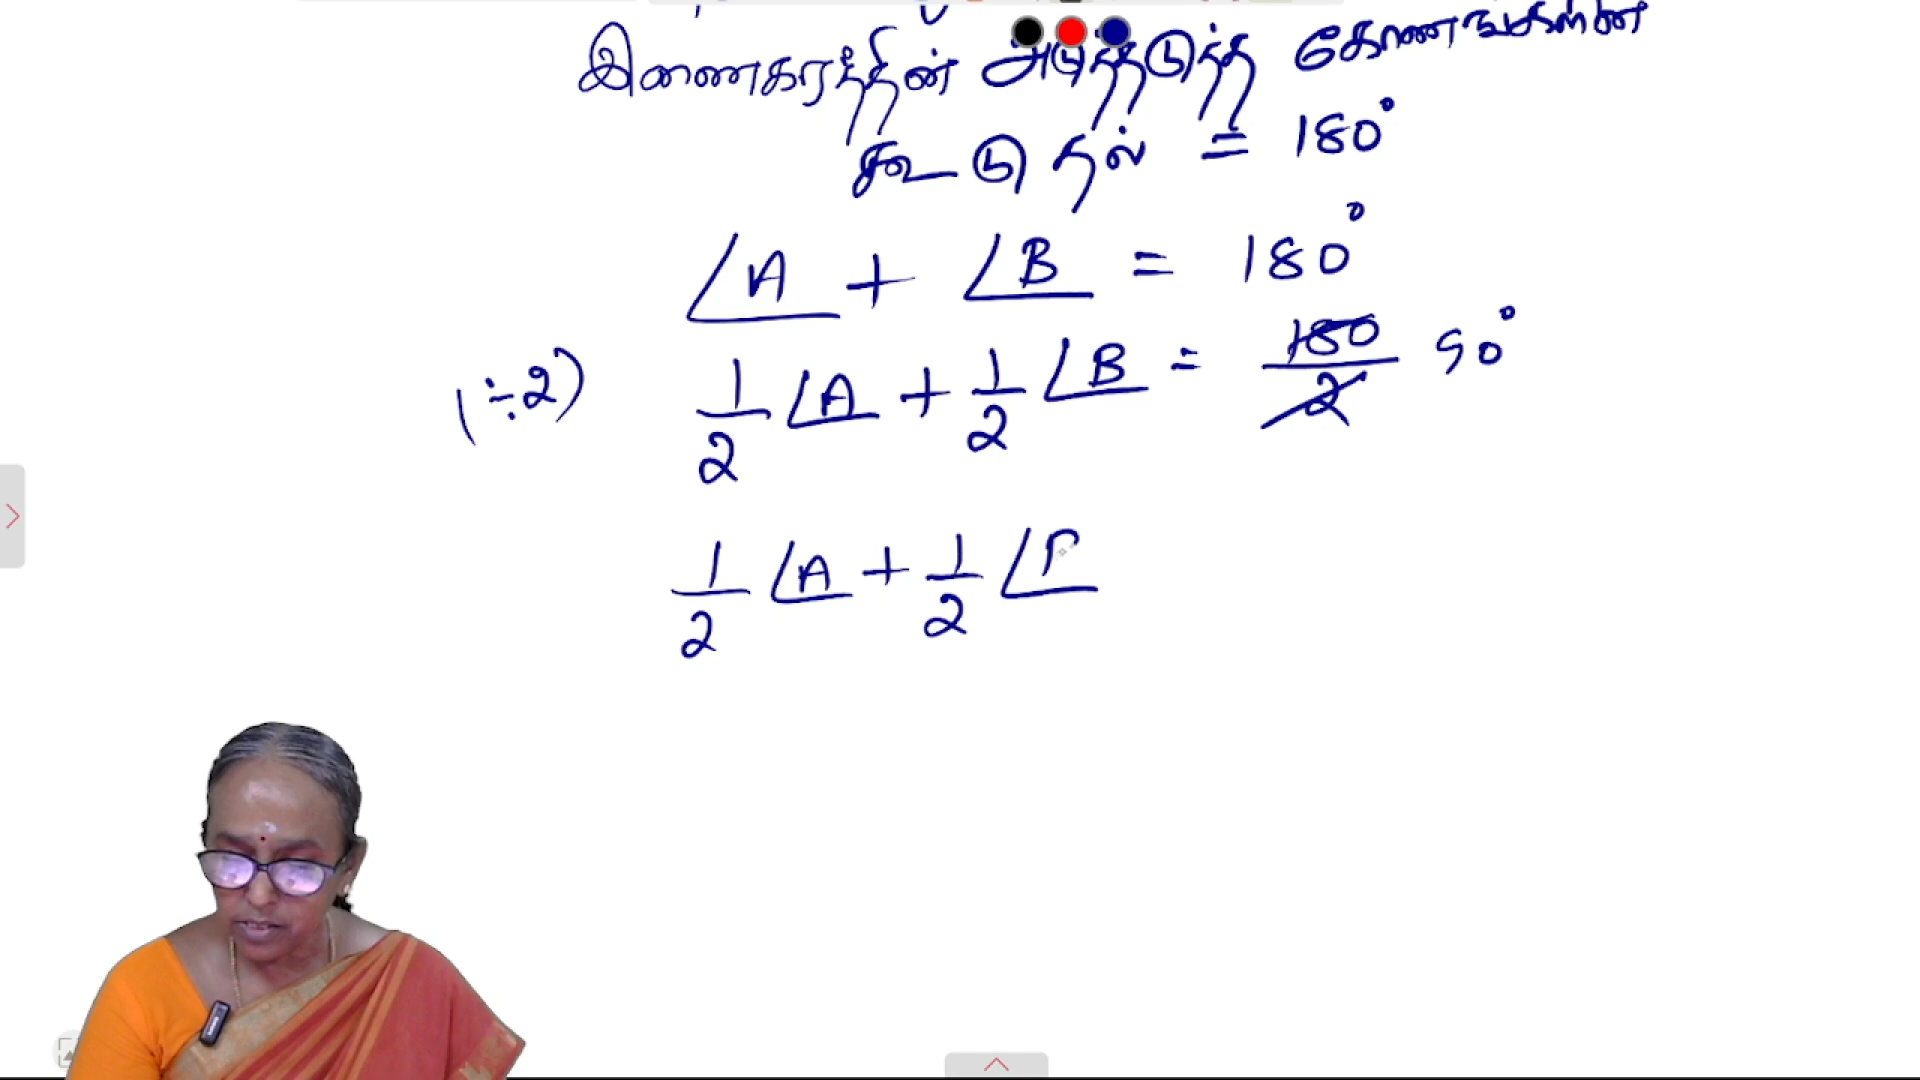 இணைகரத்தின் அடுத்தடுத்த கோணங்களின்
கூடுதல் = 180°
∠A + ∠B = 180°
(÷2) 1/2 ∠A + 1/2 ∠B = 180/2 90°
1/2 ∠A + 1/2 ∠